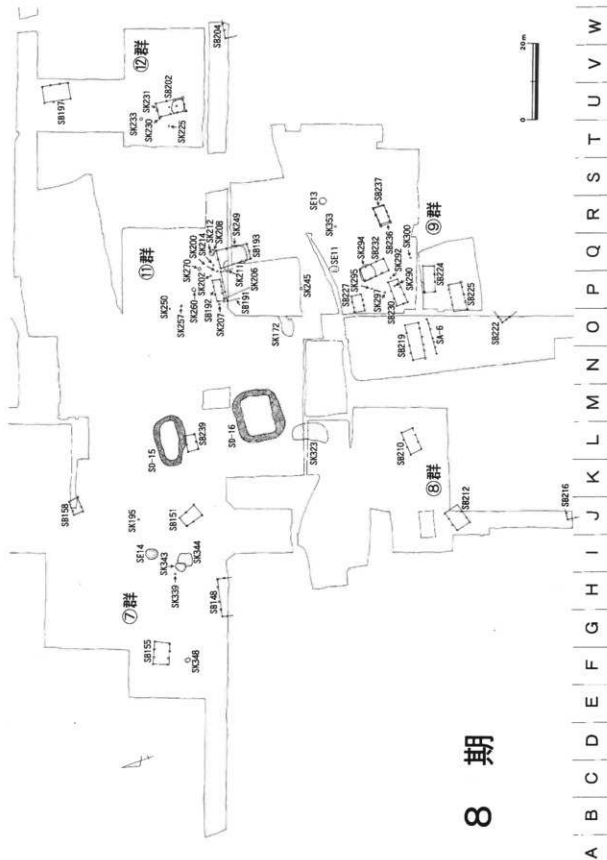 8 期
20m
⑫群
SB197
SB204
SK233
SK231
SK230
SB202
SK225
⑪群
SK250
SK257
SK260
SK270
SK200
SK214
SK202
SK212
SK208
SK249
SB192
SK207
SK211
SB193
SK206
SB191
SK172
SK245
SE13
SK353
SE11
SB237
SB236
⑨群
SK294
SB232
SK295
SB227
SK297
SK292
SK290
SB230
SK300
SB224
SB225
SB219
SA-6
SB222
SD-15
SB239
SD-16
SK323
SB210
⑧群
SB212
SB216
SB158
SK195
SB151
SE14
SK343
SK344
SK339
⑦群
SB148
SB155
SK348
A B C D E F G H I J K L M N O P Q R S T U V W